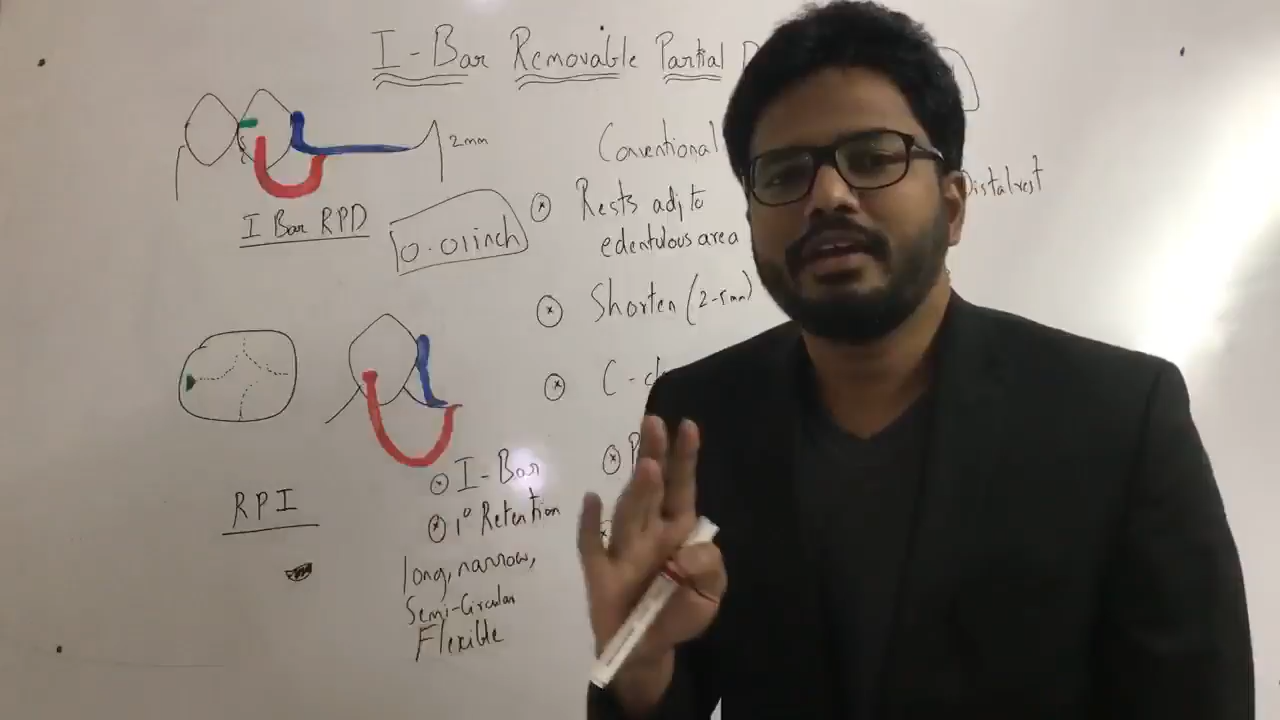 I-Bar Removable Partial
2mm
I Bar RPD
0.01inch
Conventional
Rests adj to
edentulous area
Distal rest
Shorten (2-5mm)
C-
RPI
I-Bar
1° Retention
long, narrow,
Semi-Circular
Flexible